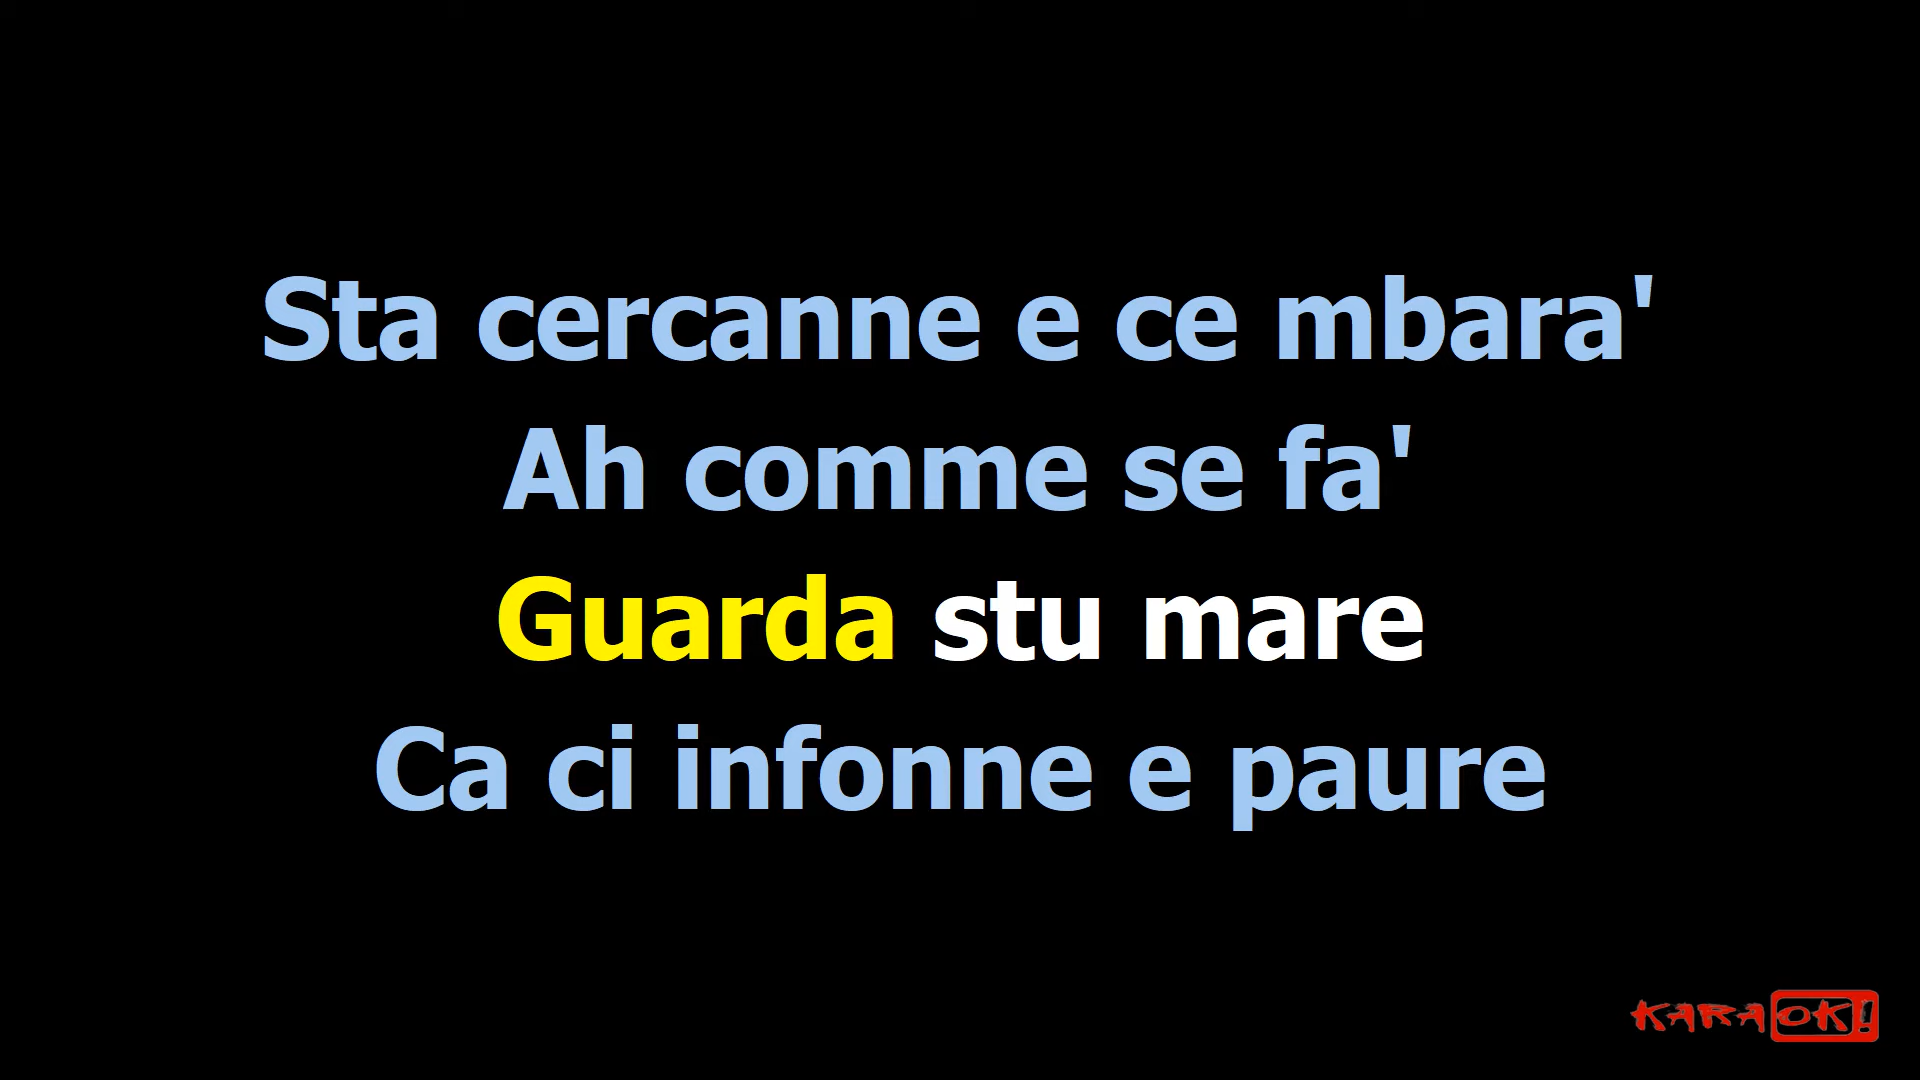 Sta cercanne e ce mbara'
Ah comme se fa'
Guarda stu mare
Ca ci infonne e paure
KARAOK!